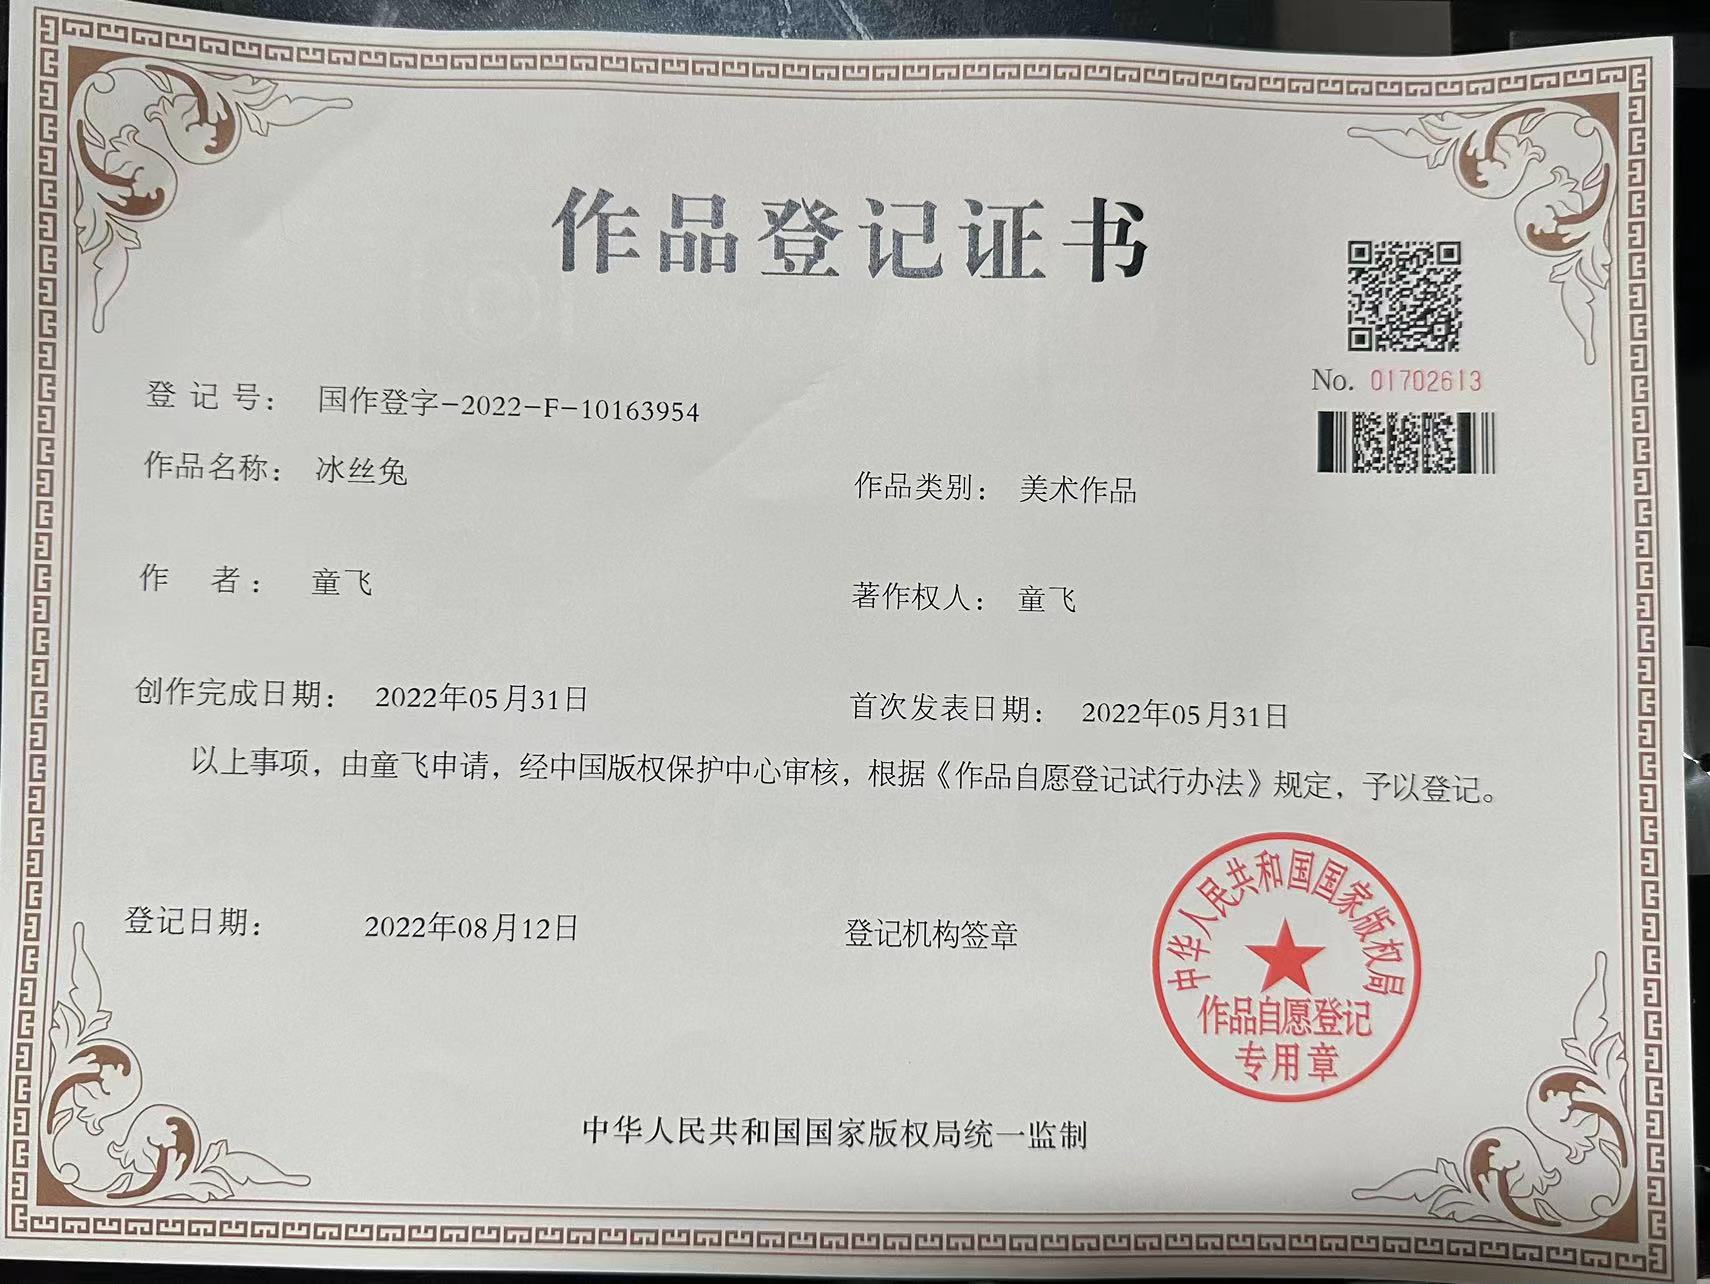 作品登记证书
No. 01702613
登 记 号： 国作登字-2022-F-10163954
作品名称： 冰丝兔
作品类别： 美术作品
作 者： 童飞
著作权人： 童飞
创作完成日期： 2022年05月31日
首次发表日期： 2022年05月31日
以上事项，由童飞申请，经中国版权保护中心审核，根据《作品自愿登记试行办法》规定，予以登记。
登记日期： 2022年08月12日
登记机构签章
中华人民共和国国家版权局
作品自愿登记
专用章
中华人民共和国国家版权局统一监制